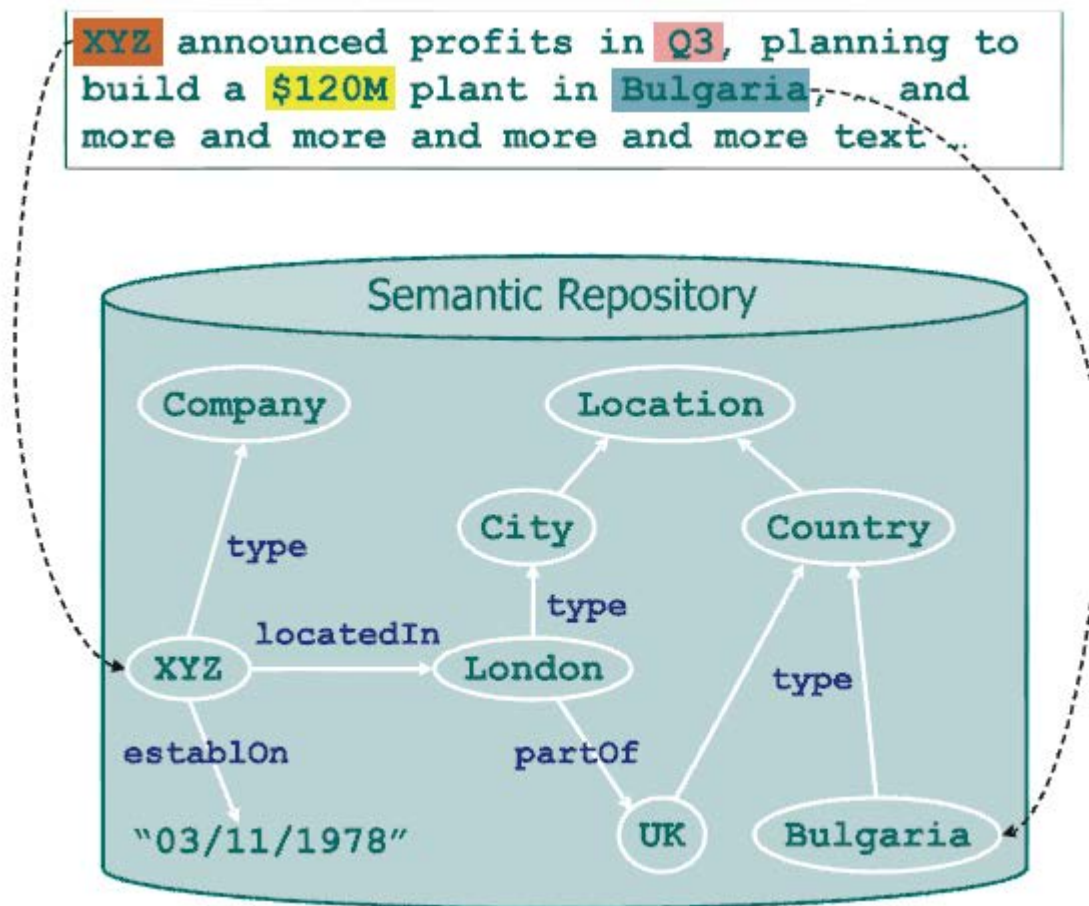 XYZ announced profits in Q3, planning to
build a $120M plant in Bulgaria, … and
more and more and more and more text …
Semantic Repository
Company
Location
City
Country
type
type
locatedIn
XYZ
London
type
establOn
partOf
“03/11/1978”
UK
Bulgaria